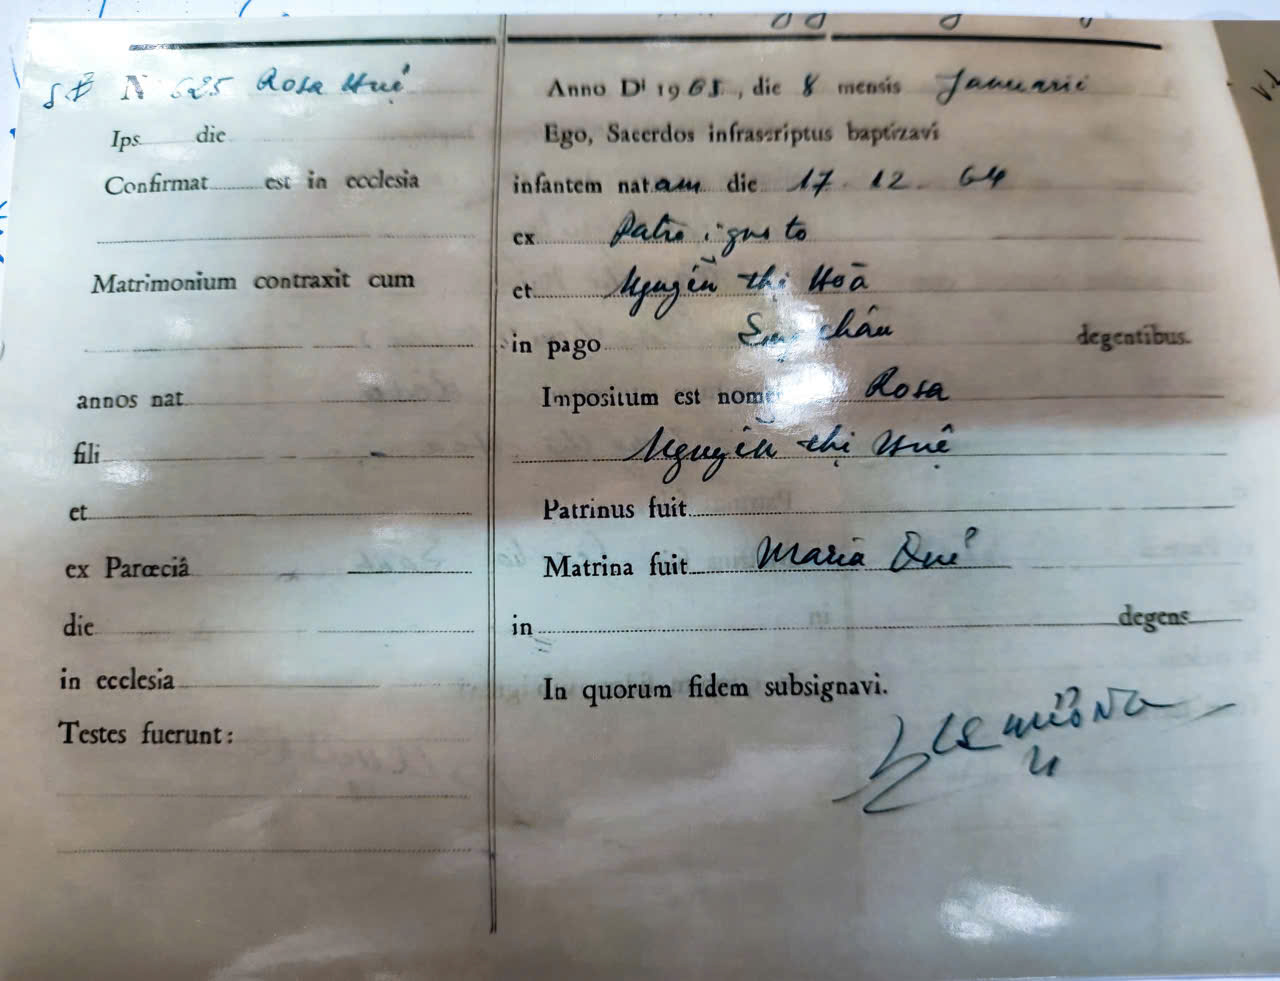 N 625 Rosa Huệ
Ips die
Confirmat est in ecclesia
Matrimonium contraxit cum
annos nat
fili
et
ex Parœciâ
die
in ecclesia
Testes fuerunt:
Anno Di 1965, die 8 mensis Januarii
Ego, Sacerdos infrascriptus baptizavi
infantem natam die 17.12.64
ex Patre ignoto
et Nguyễn thị Hoà
in pago châu degentibus.
Impositum est nomen Rosa
Nguyễn thị Huệ
Patrinus fuit
Matrina fuit Maria Quê
in degens
In quorum fidem subsignavi.